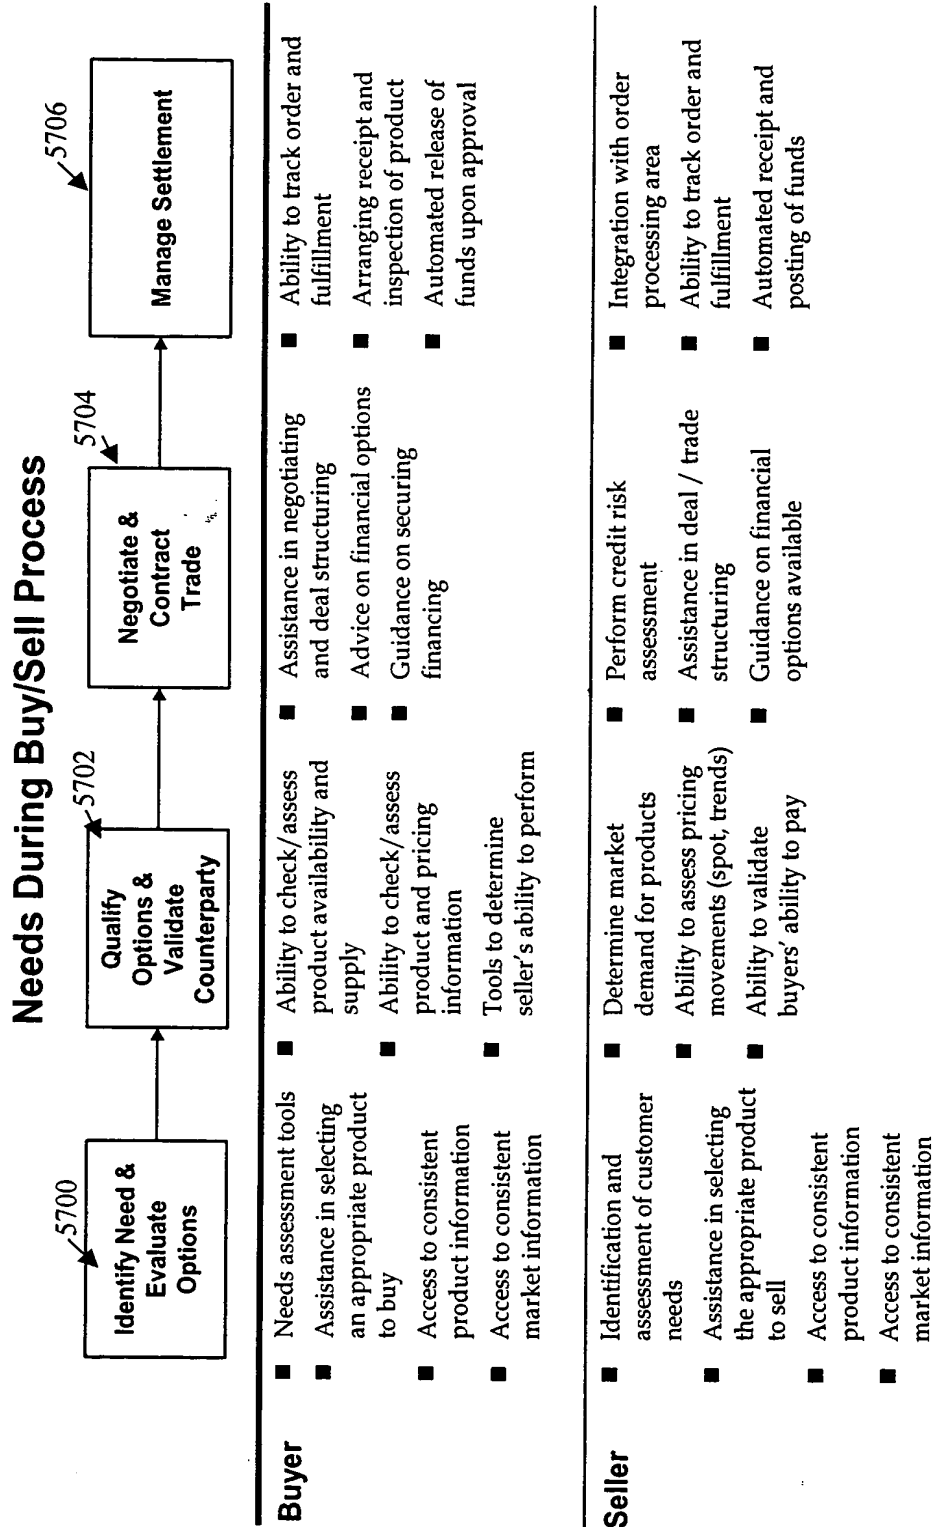 Needs During Buy/Sell Process
5700
Identify Need &
Evaluate
Options
5702
Qualify
Options &
Validate
Counterparty
5704
Negotiate &
Contract
Trade
5706
Manage Settlement
Buyer
■ Needs assessment tools
■ Assistance in selecting
an appropriate product
to buy
■ Access to consistent
product information
■ Access to consistent
market information
■ Ability to check/assess
product availability and
supply
■ Ability to check/assess
product and pricing
information
■ Tools to determine
seller's ability to perform
■ Assistance in negotiating
and deal structuring
■ Advice on financial options
■ Guidance on securing
financing
■ Ability to track order and
fulfillment
■ Arranging receipt and
inspection of product
■ Automated release of
funds upon approval
Seller
■ Identification and
assessment of customer
needs
■ Assistance in selecting
the appropriate product
to sell
■ Access to consistent
product information
■ Access to consistent
market information
■ Determine market
demand for products
■ Ability to assess pricing
movements (spot, trends)
■ Ability to validate
buyers' ability to pay
■ Perform credit risk
assessment
■ Assistance in deal / trade
structuring
■ Guidance on financial
options available
■ Integration with order
processing area
■ Ability to track order and
fulfillment
■ Automated receipt and
posting of funds